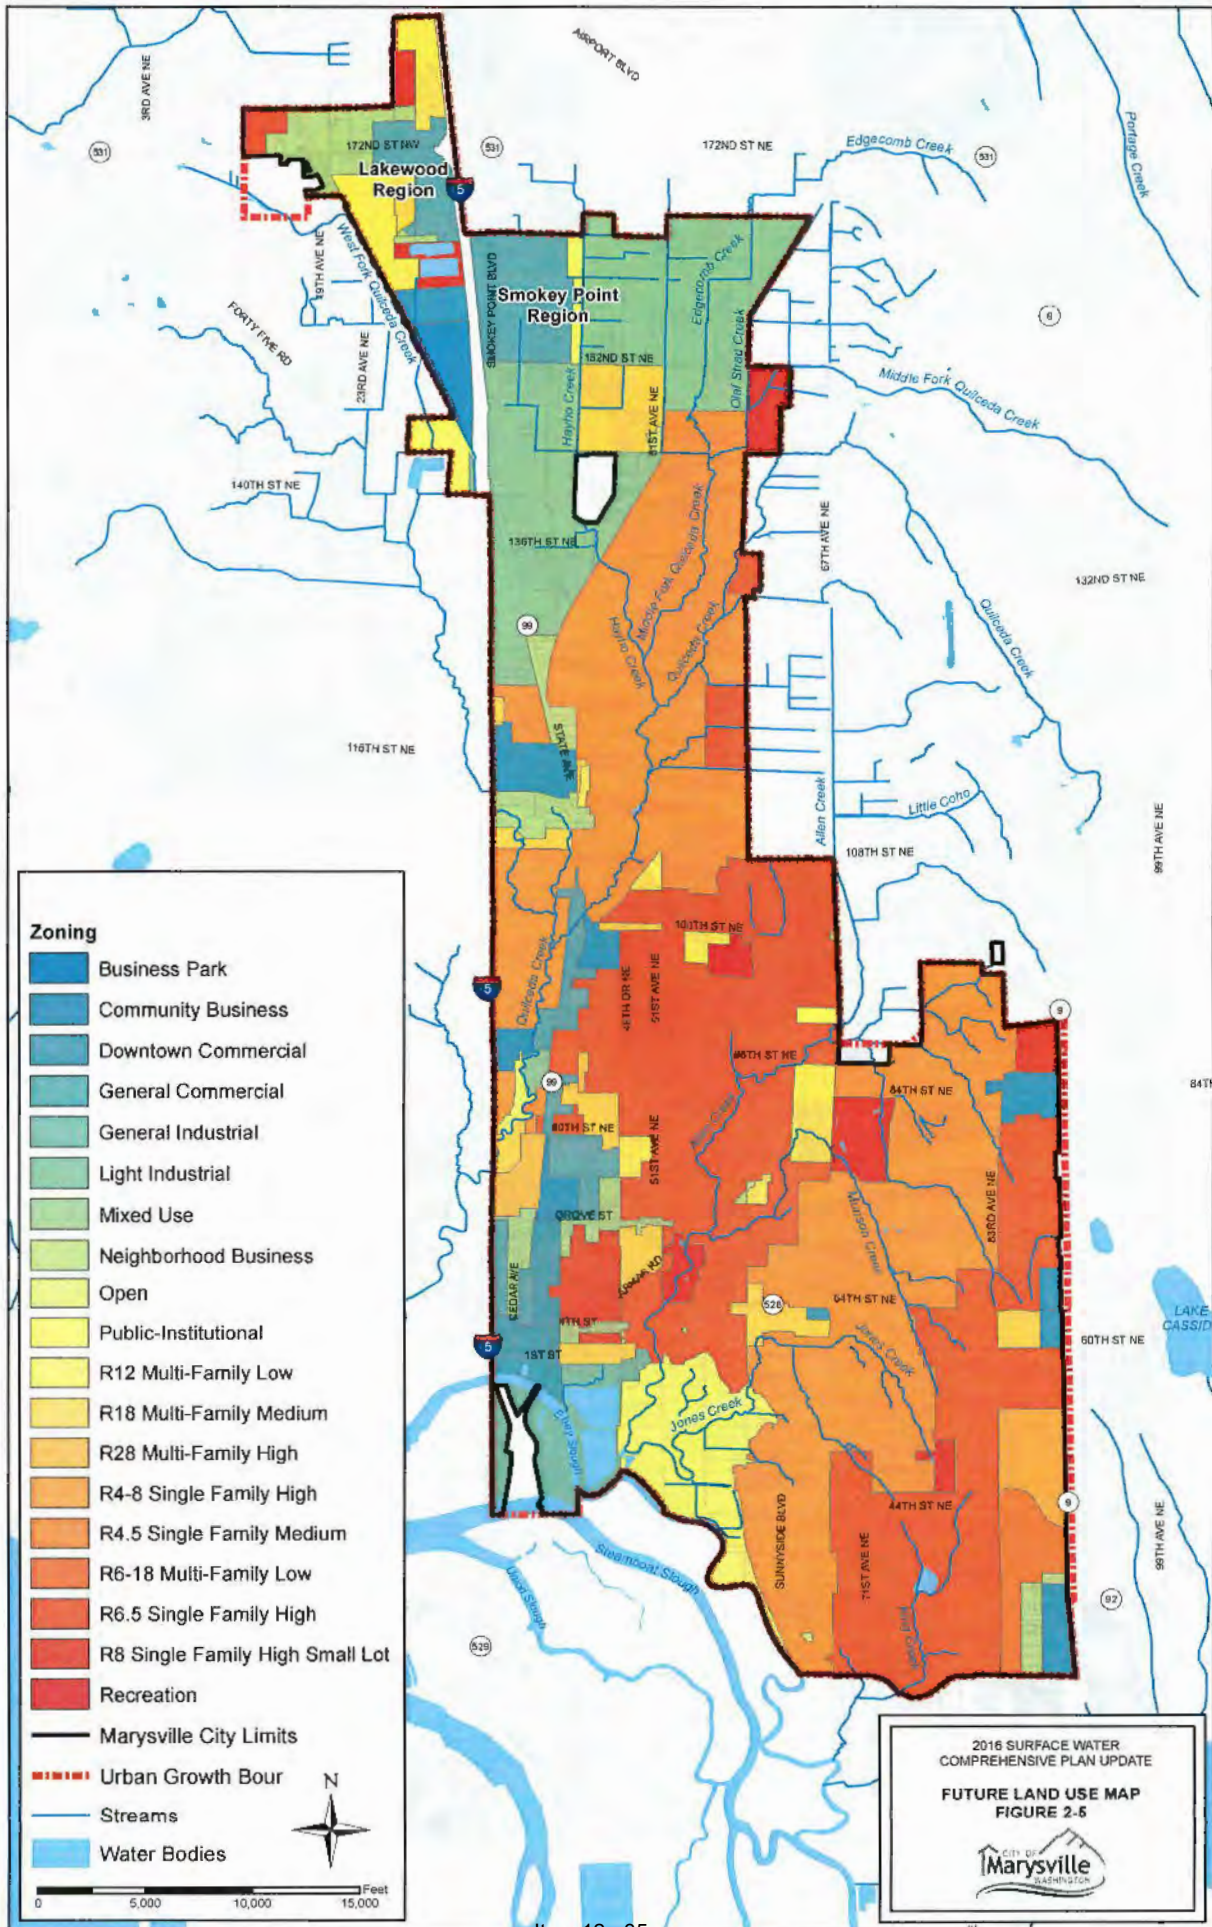 AIRPORT BLVD
3RD AVE NE
531
172ND ST NW
531
172ND ST NE
Edgecomb Creek
531
Portage Creek
Lakewood
Region
5
19TH AVE NE
West Fork Quilceda Creek
SMOKEY POINT BLVD
Smokey Point
Region
Edgecomb Creek
Olaf Strad Creek
FORTY FIVE RD
23RD AVE NE
152ND ST NE
Hayho Creek
51ST AVE NE
Middle Fork Quilceda Creek
140TH ST NE
136TH ST NE
Middle Fork Quilceda Creek
67TH AVE NE
132ND ST NE
99
Hayho Creek
Quilceda Creek
Quilceda Creek
116TH ST NE
STATE AVE
Allen Creek
Little Coho
108TH ST NE
99TH AVE NE
Quilceda Creek
48TH DR NE
51ST AVE NE
5
9
99
84TH ST NE
84TH
80TH ST NE
51ST AVE NE
Munson Creek
83RD AVE NE
GROVE ST
CEDAR AVE
528
64TH ST NE
Jones Creek
LAKE
CASSID
60TH ST NE
5
4TH ST
1ST ST
Jones Creek
Ebey Slough
44TH ST NE
9
SUNNYSIDE BLVD
71ST AVE NE
99TH AVE NE
Steamboat Slough
Union Slough
529
92
Zoning
Business Park
Community Business
Downtown Commercial
General Commercial
General Industrial
Light Industrial
Mixed Use
Neighborhood Business
Open
Public-Institutional
R12 Multi-Family Low
R18 Multi-Family Medium
R28 Multi-Family High
R4-8 Single Family High
R4.5 Single Family Medium
R6-18 Multi-Family Low
R6.5 Single Family High
R8 Single Family High Small Lot
Recreation
Marysville City Limits
Urban Growth Bour
Streams
Water Bodies
N
Feet
0 5,000 10,000 15,000
2016 SURFACE WATER
COMPREHENSIVE PLAN UPDATE
FUTURE LAND USE MAP
FIGURE 2-5
CITY OF
Marysville
WASHINGTON